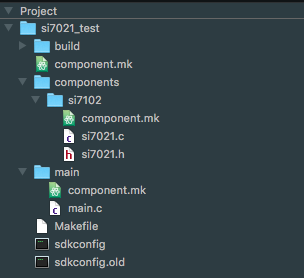 Project
si7021_test
build
component.mk
components
si7102
component.mk
si7021.c
si7021.h
main
component.mk
main.c
Makefile
sdkconfig
sdkconfig.old